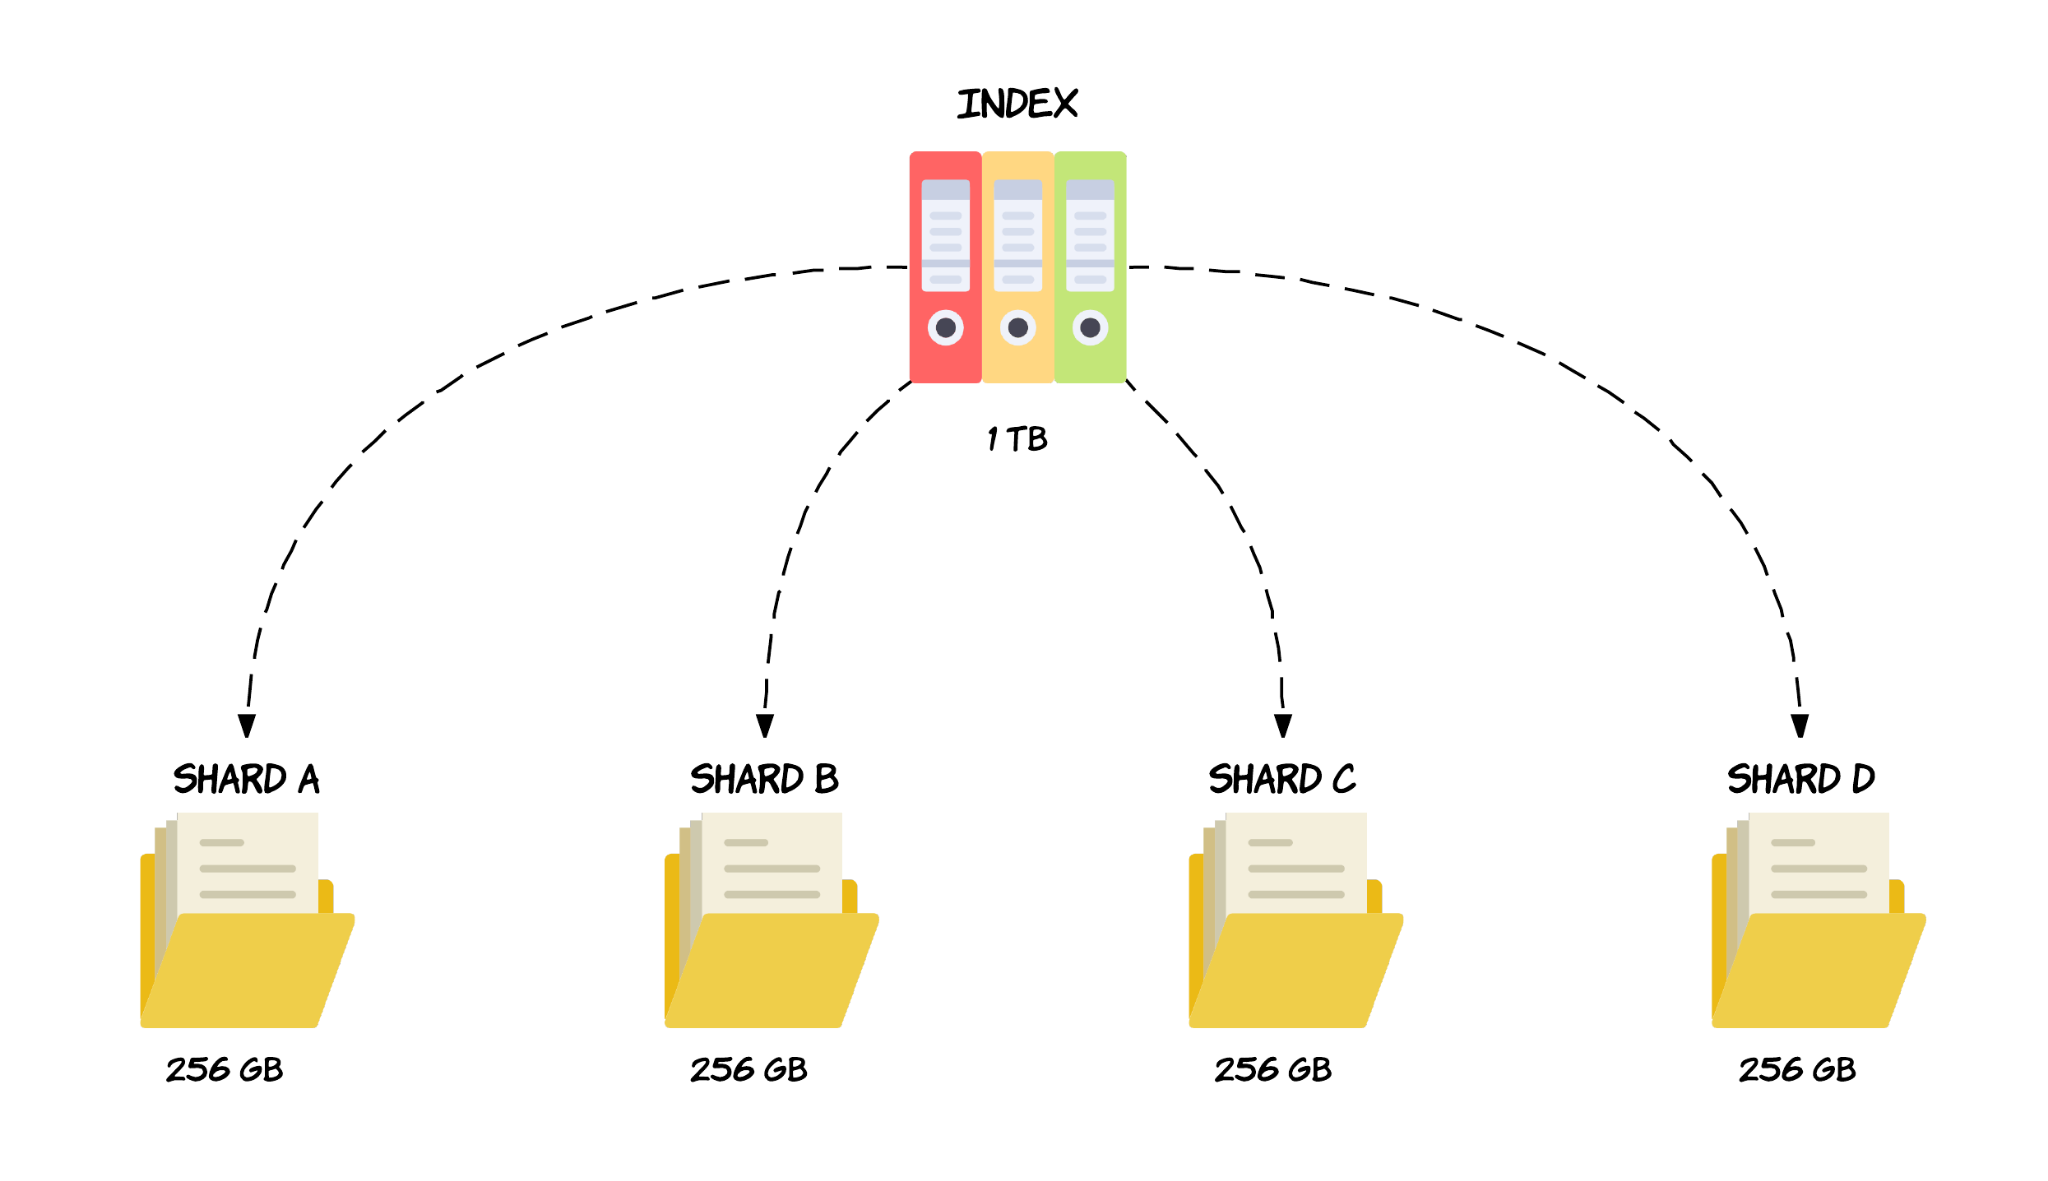 INDEX
1 TB
SHARD A
SHARD B
SHARD C
SHARD D
256 GB
256 GB
256 GB
256 GB